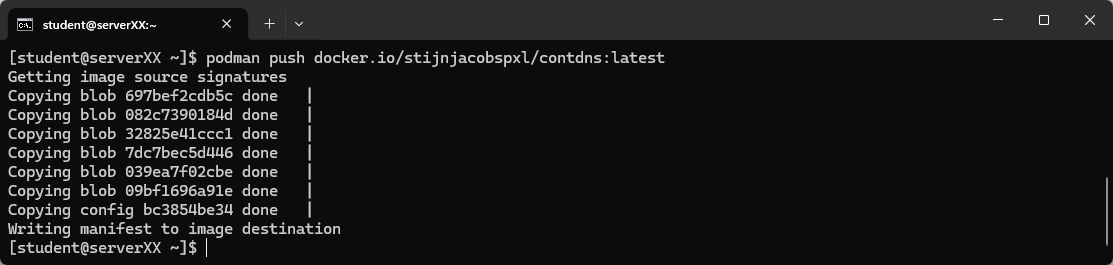 student@serverXX:~
[student@serverXX ~]$ podman push docker.io/stijnjacobspxl/contdns:latest
Getting image source signatures
Copying blob 697bef2cdb5c done   |
Copying blob 082c7390184d done   |
Copying blob 32825e41ccc1 done   |
Copying blob 7dc7bec5d446 done   |
Copying blob 039ea7f02cbe done   |
Copying blob 09bf1696a91e done   |
Copying config bc3854be34 done   |
Writing manifest to image destination
[student@serverXX ~]$